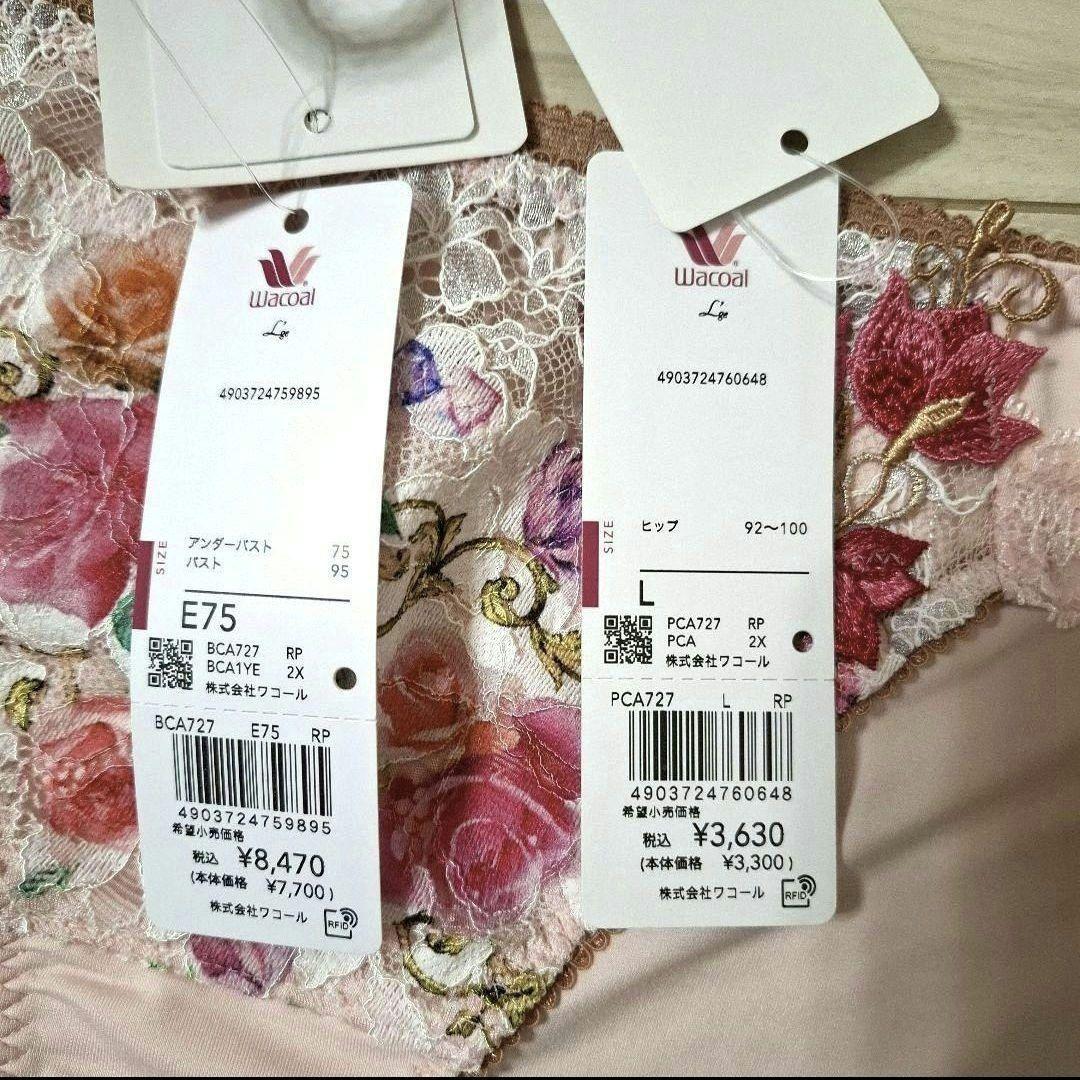 Wacoal
L'ge
4903724759895
SIZE
アンダーバスト 75
バスト 95
E75
BCA727 RP
BCA1YE 2X
株式会社ワコール
BCA727 E75 RP
4903724759895
希望小売価格
税込 ¥8,470
(本体価格 ¥7,700)
株式会社ワコール
RFID
Wacoal
L'ge
4903724760648
SIZE
ヒップ 92〜100
L
PCA727 RP
PCA 2X
株式会社ワコール
PCA727 L RP
4903724760648
希望小売価格
税込 ¥3,630
(本体価格 ¥3,300)
株式会社ワコール
RFID